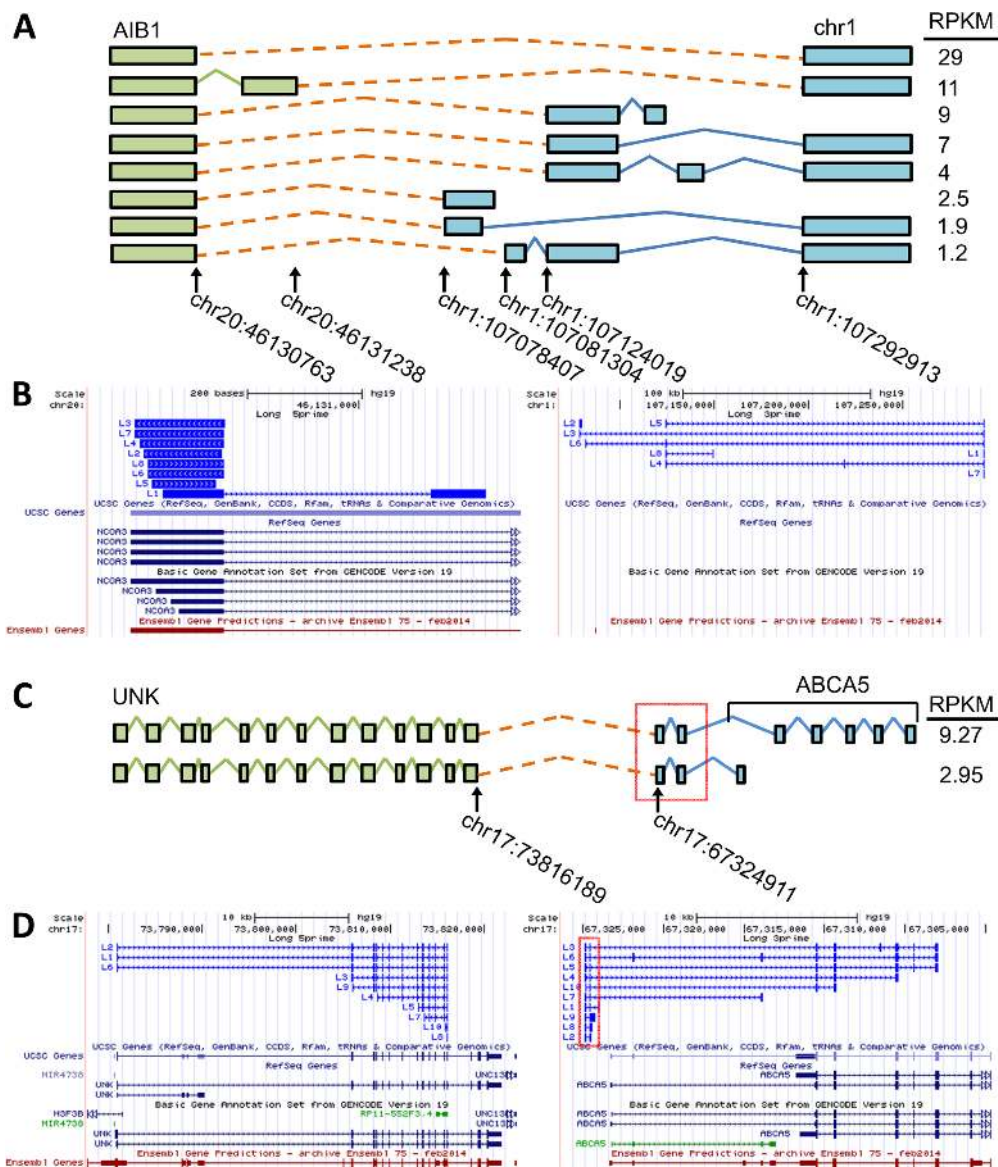 A
AIB1
chr1
RPKM
29
11
9
7
4
2.5
1.9
1.2
chr20:46130763
chr20:46131238
chr1:107078407
chr1:107081304
chr1:107124019
chr1:107292913
B
Scale
chr20:
200 bases
hg19
46,131,000
Long 5prime
L3
L7
L4
L2
L8
L6
L5
L1
UCSC Genes (RefSeq, GenBank, CCDS, Rfam, tRNAs & Comparative Genomics)
UCSC Genes
RefSeq Genes
NCOA3
NCOA3
NCOA3
NCOA3
Basic Gene Annotation Set from GENCODE Version 19
NCOA3
NCOA3
NCOA3
NCOA3
Ensembl Gene Predictions - archive Ensembl 75 - feb2014
Ensembl Genes
Scale
chr1:
100 kb
hg19
107,150,000
107,200,000
107,250,000
Long 3prime
L2
L5
L3
L6
L8
L1
L4
L7
UCSC Genes (RefSeq, GenBank, CCDS, Rfam, tRNAs & Comparative Genomics)
RefSeq Genes
Basic Gene Annotation Set from GENCODE Version 19
Ensembl Gene Predictions - archive Ensembl 75 - feb2014
C
UNK
ABCA5
RPKM
9.27
2.95
chr17:73816189
chr17:67324911
D
Scale
chr17:
10 kb
hg19
73,790,000
73,800,000
73,810,000
73,820,000
Long 5prime
L2
L1
L6
L3
L9
L4
L5
L7
L10
L8
UCSC Genes (RefSeq, GenBank, CCDS, Rfam, tRNAs & Comparative Genomics)
UCSC Genes
RefSeq Genes
MIR4738
UNC13
UNK
UNK
Basic Gene Annotation Set from GENCODE Version 19
H3F3B
RP11-552F3.4
UNC13
MIR4738
UNK
UNK
Ensembl Gene Predictions - archive Ensembl 75 - feb2014
Ensembl Genes
Scale
chr17:
10 kb
hg19
67,325,000
67,320,000
67,315,000
67,310,000
67,305,000
Long 3prime
L3
L6
L5
L4
L10
L7
L1
L9
L8
L2
UCSC Genes (RefSeq, GenBank, CCDS, Rfam, tRNAs & Comparative Genomics)
RefSeq Genes
ABCA5
ABCA5
Basic Gene Annotation Set from GENCODE Version 19
ABCA5
ABCA5
ABCA5
ABCA5
Ensembl Gene Predictions - archive Ensembl 75 - feb2014